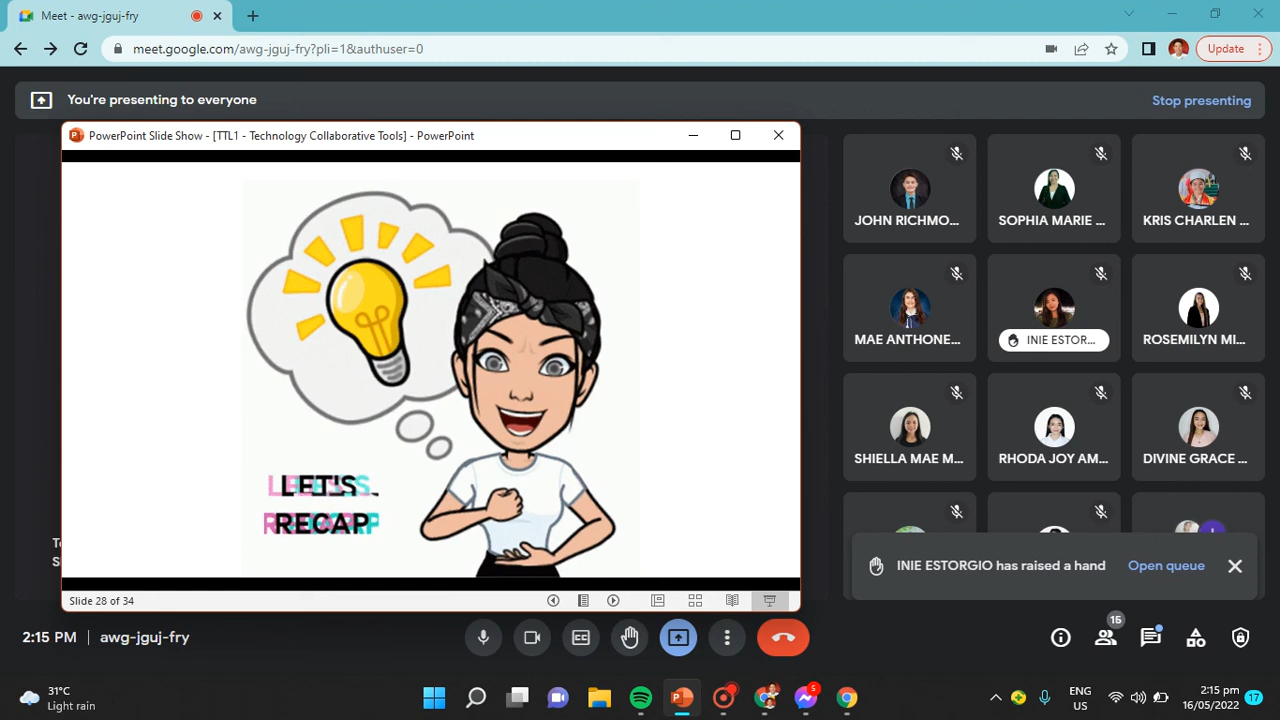 Meet - awg-jguj-fry
meet.google.com/awg-jguj-fry?pli=1&authuser=0
Update
You're presenting to everyone
Stop presenting
PowerPoint Slide Show - [TTL1 - Technology Collaborative Tools] - PowerPoint
LET'S
RECAP
Slide 28 of 34
JOHN RICHMO...
SOPHIA MARIE ...
KRIS CHARLEN ...
MAE ANTHONE...
INIE ESTOR...
ROSEMILYN MI...
SHIELLA MAE M...
RHODA JOY AM...
DIVINE GRACE ...
INIE ESTORGIO has raised a hand
Open queue
2:15 PM | awg-jguj-fry
15
31°C
Light rain
5
ENG
US
2:15 pm
16/05/2022
17